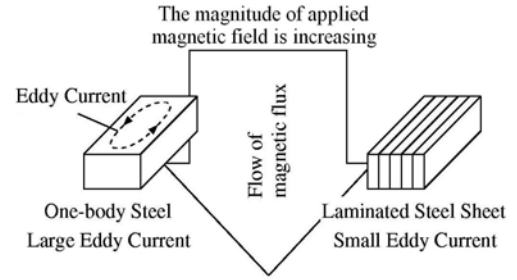 The magnitude of applied
magnetic field is increasing
Eddy Current
Flow of
magnetic flux
One-body Steel
Large Eddy Current
Laminated Steel Sheet
Small Eddy Current